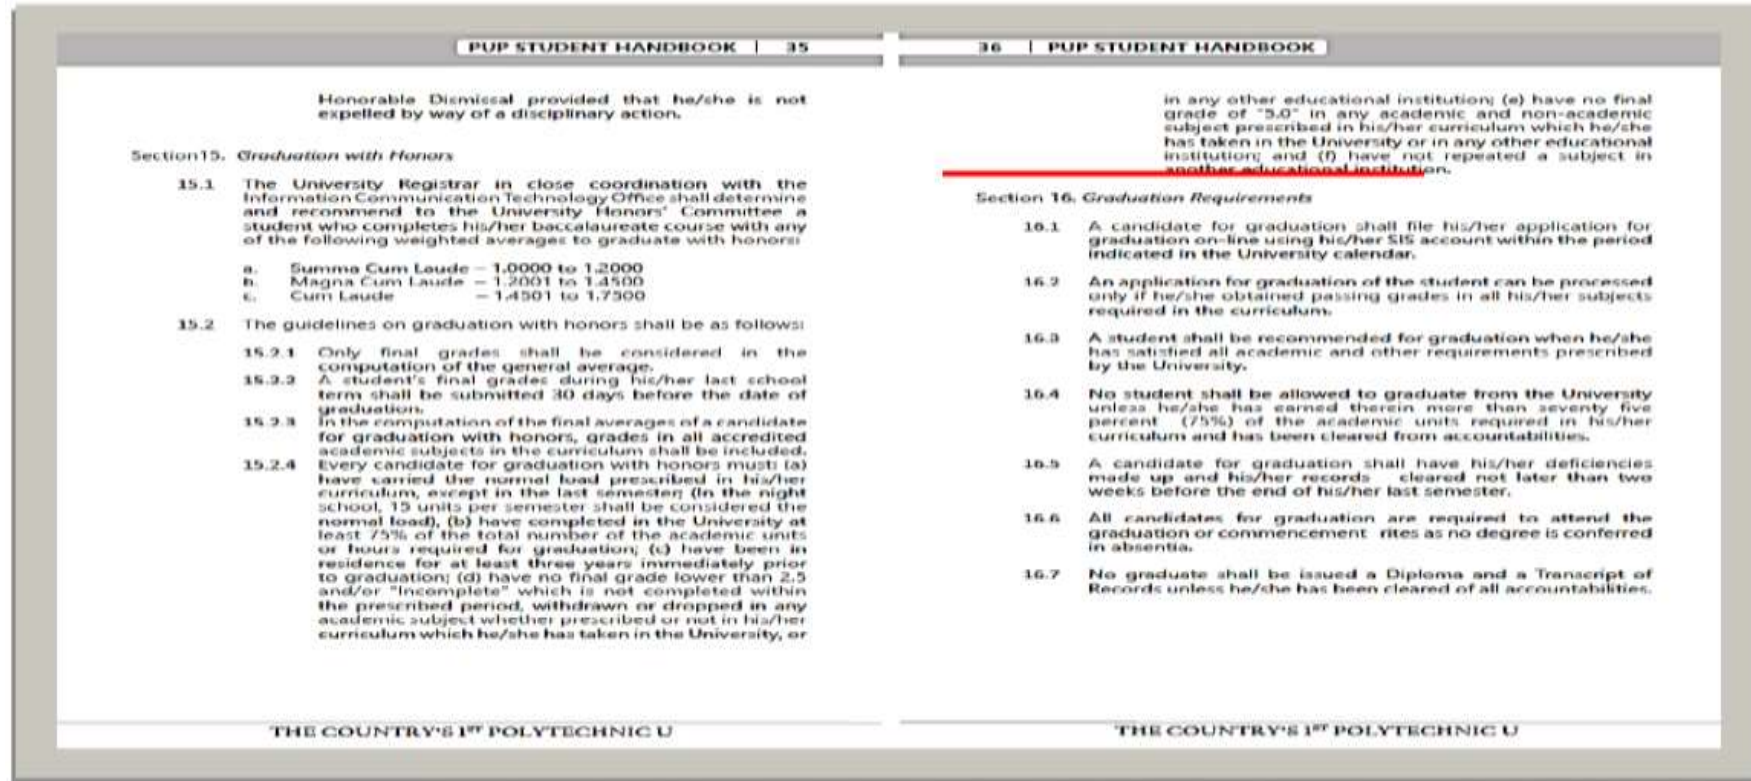 PUP STUDENT HANDBOOK | 35
Honorable Dismissal provided that he/she is not
expelled by way of a disciplinary action.
Section15. Graduation with Honors
15.1 The University Registrar in close coordination with the
Information Communication Technology Office shall determine
and recommend to the University Honors' Committee a
student who completes his/her baccalaureate course with any
of the following weighted averages to graduate with honors:
a. Summa Cum Laude – 1.0000 to 1.2000
b. Magna Cum Laude – 1.2001 to 1.4500
c. Cum Laude – 1.4501 to 1.7500
15.2 The guidelines on graduation with honors shall be as follows:
15.2.1 Only final grades shall be considered in the
computation of the general average.
15.2.2 A student's final grades during his/her last school
term shall be submitted 30 days before the date of
graduation.
15.2.3 In the computation of the final averages of a candidate
for graduation with honors, grades in all accredited
academic subjects in the curriculum shall be included.
15.2.4 Every candidate for graduation with honors must: (a)
have carried the normal load prescribed in his/her
curriculum, except in the last semester; (In the night
school, 15 units per semester shall be considered the
normal load), (b) have completed in the University at
least 75% of the total number of the academic units
or hours required for graduation; (c) have been in
residence for at least three years immediately prior
to graduation; (d) have no final grade lower than 2.5
and/or "Incomplete" which is not completed within
the prescribed period, withdrawn or dropped in any
academic subject whether prescribed or not in his/her
curriculum which he/she has taken in the University, or
THE COUNTRY'S 1ST POLYTECHNIC U
36 | PUP STUDENT HANDBOOK
in any other educational institution; (e) have no final
grade of "5.0" in any academic and non-academic
subject prescribed in his/her curriculum which he/she
has taken in the University or in any other educational
institution; and (f) have not repeated a subject in
another educational institution.
Section 16. Graduation Requirements
16.1 A candidate for graduation shall file his/her application for
graduation on-line using his/her SIS account within the period
indicated in the University calendar.
16.2 An application for graduation of the student can be processed
only if he/she obtained passing grades in all his/her subjects
required in the curriculum.
16.3 A student shall be recommended for graduation when he/she
has satisfied all academic and other requirements prescribed
by the University.
16.4 No student shall be allowed to graduate from the University
unless he/she has earned therein more than seventy five
percent (75%) of the academic units required in his/her
curriculum and has been cleared from accountabilities.
16.5 A candidate for graduation shall have his/her deficiencies
made up and his/her records cleared not later than two
weeks before the end of his/her last semester.
16.6 All candidates for graduation are required to attend the
graduation or commencement rites as no degree is conferred
in absentia.
16.7 No graduate shall be issued a Diploma and a Transcript of
Records unless he/she has been cleared of all accountabilities.
THE COUNTRY'S 1ST POLYTECHNIC U